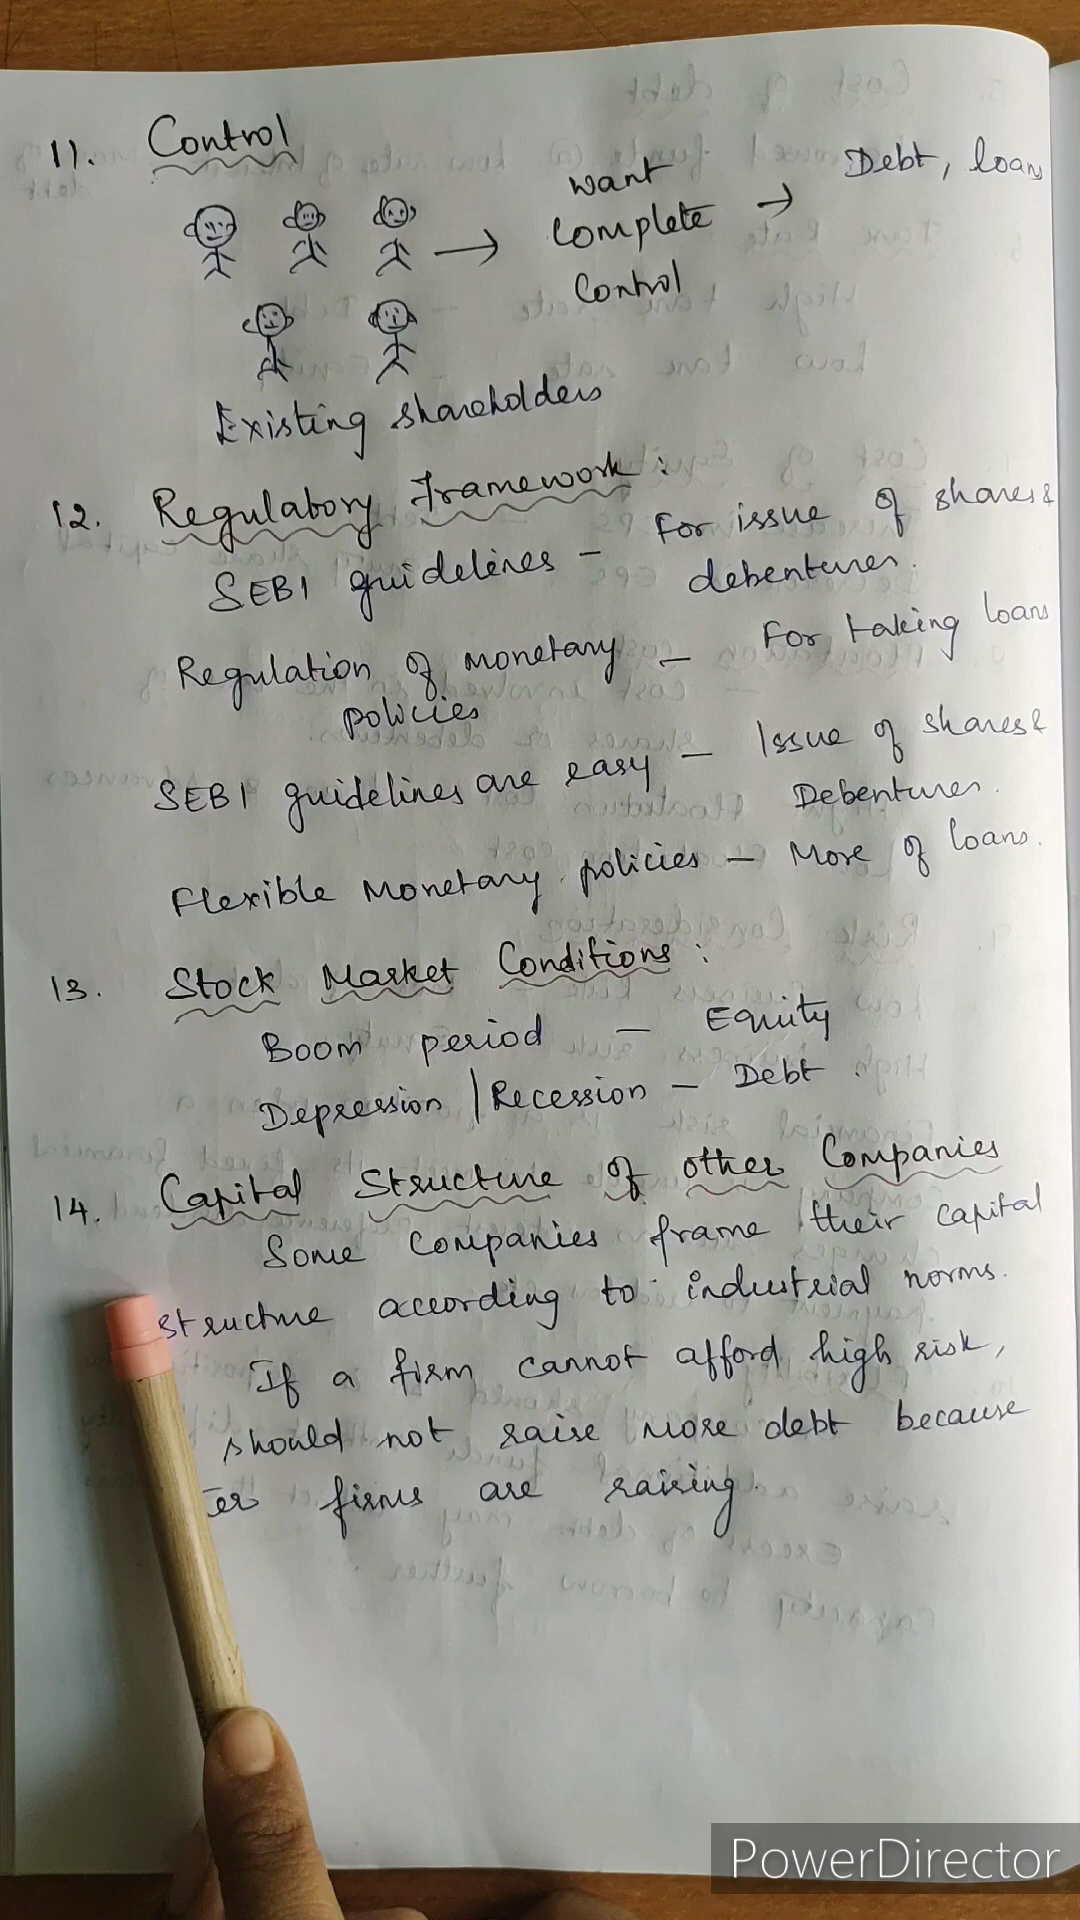 11. Control
want
complete
control
→ → Debt, loans
Existing shareholders
12. Regulatory Framework :
SEBI guidelines – For issue of shares &
debentures.
Regulation of monetary – For taking loans
policies
SEBI guidelines are easy – Issue of shares &
Debentures.
Flexible Monetary policies – More of loans.
13. Stock Market Conditions :
Boom period – Equity
Depression / Recession – Debt.
14. Capital Structure of other Companies
Some companies frame their capital
structure according to industrial norms.
If a firm cannot afford high risk,
should not raise more debt because
er firms are raising.
PowerDirector